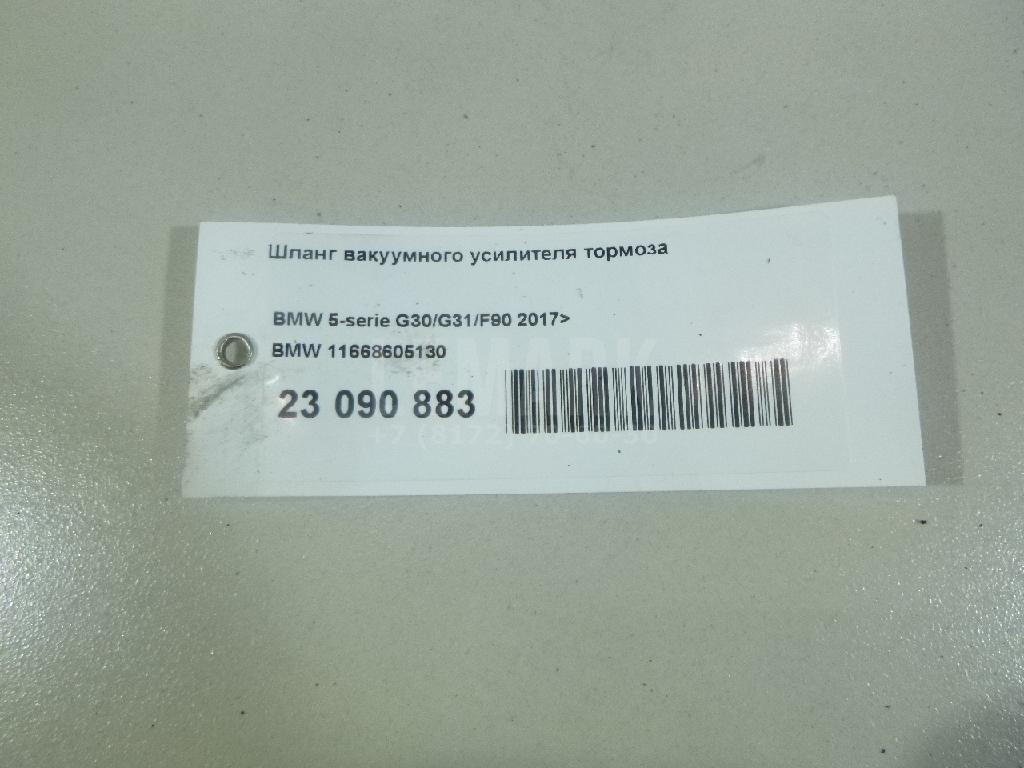 Шланг вакуумного усилителя тормоза
BMW 5-serie G30/G31/F90 2017>
BMW 11668605130
23 090 883